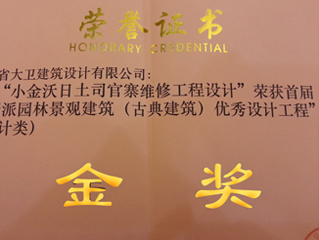 荣誉证书
HONORARY CREDENTIAL
省大卫建筑设计有限公司：
“小金沃日土司官寨维修工程设计”荣获首届
派园林景观建筑（古典建筑）优秀设计工程”
计类）
金 奖